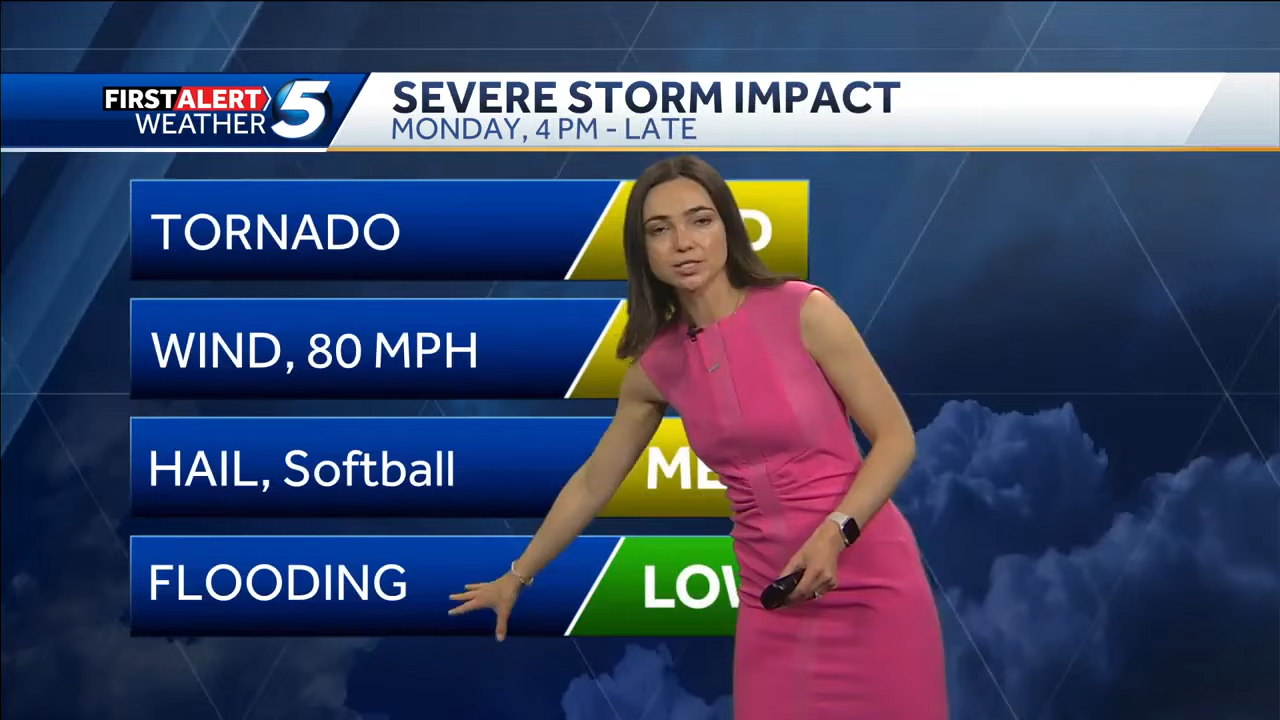 FIRST ALERT 5
WEATHER
SEVERE STORM IMPACT
MONDAY, 4 PM - LATE
TORNADO
WIND, 80 MPH
HAIL, Softball
FLOODING